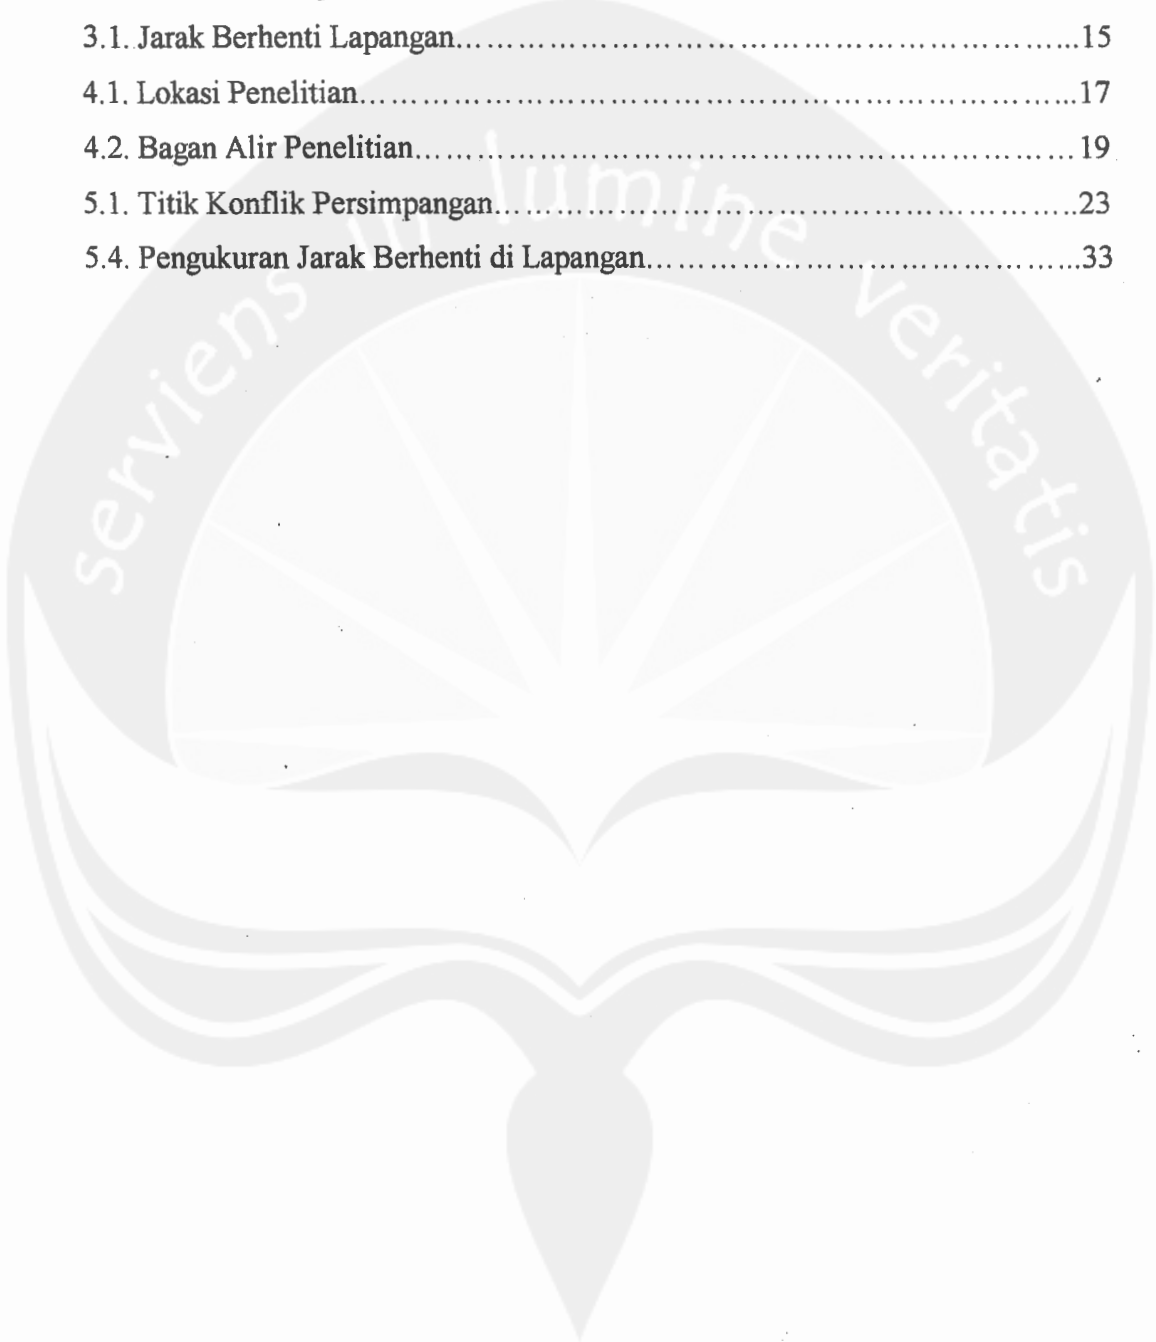 3.1. Jarak Berhenti Lapangan……………………………………………………...15
4.1. Lokasi Penelitian…………………………………………………………………...17
4.2. Bagan Alir Penelitian…………………………………………………………… 19
5.1. Titik Konflik Persimpangan…………………………………………………….23
5.4. Pengukuran Jarak Berhenti di Lapangan……………………………………...33
serviens in lumine veritatis